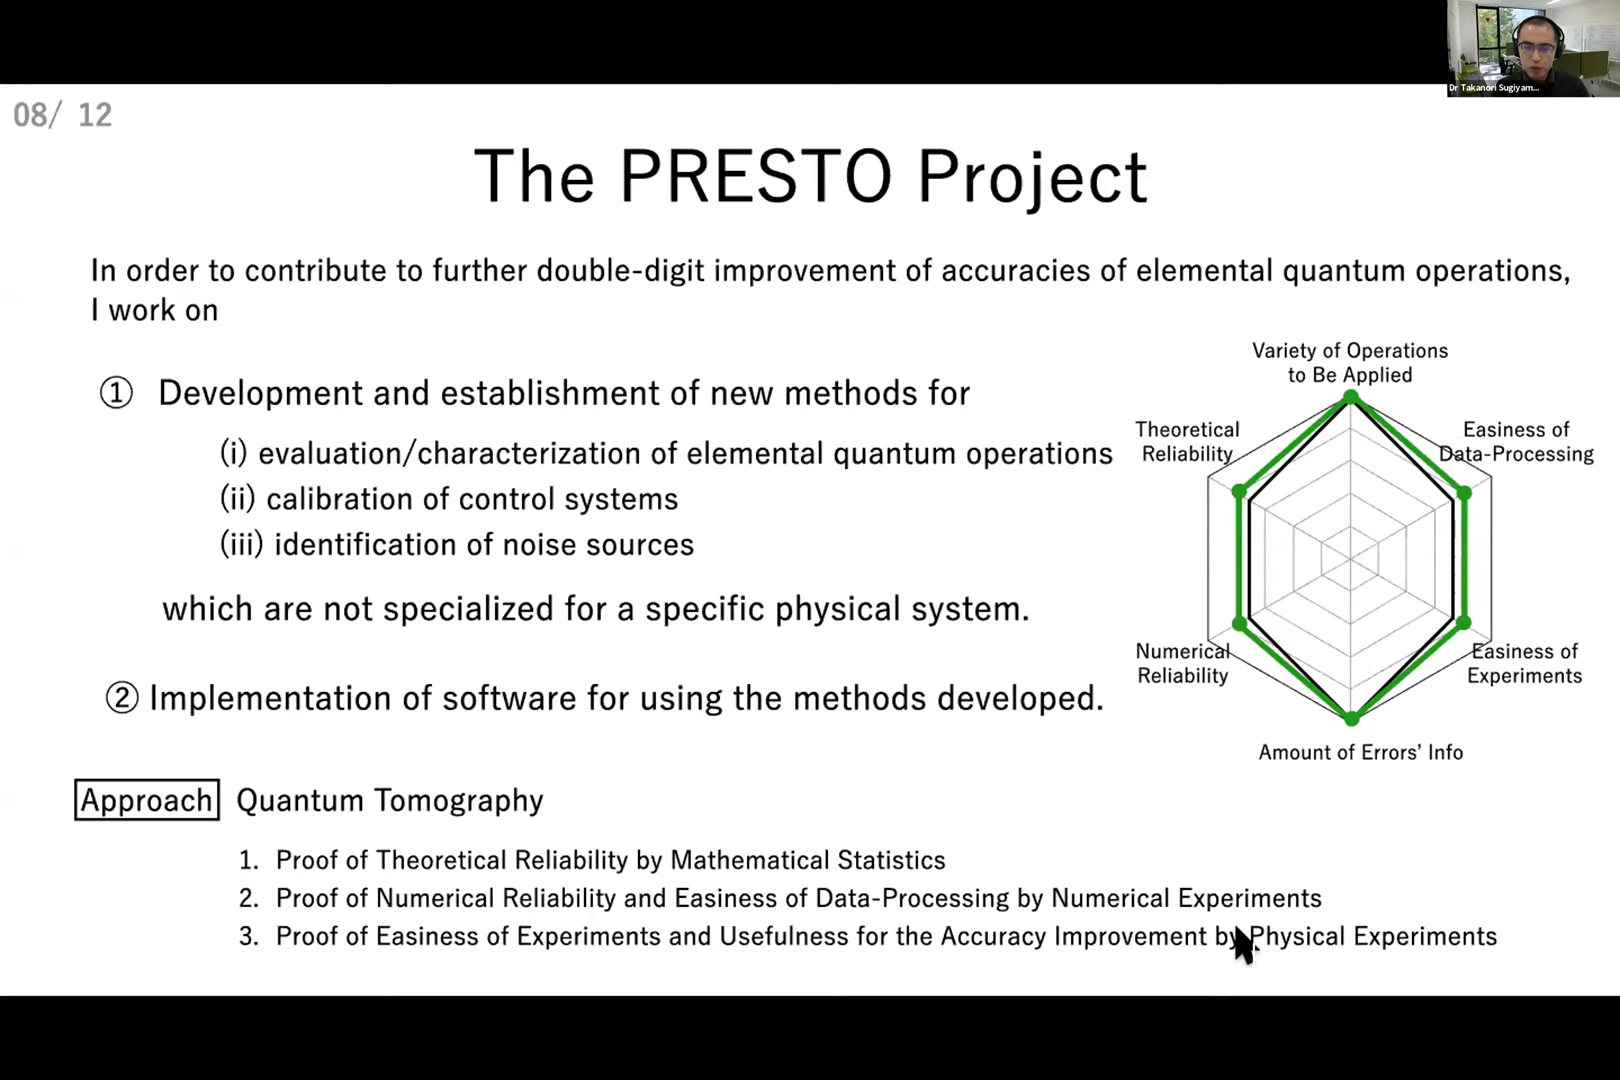 Dr Takanori Sugiyam...
08/ 12
The PRESTO Project
In order to contribute to further double-digit improvement of accuracies of elemental quantum operations,
I work on
① Development and establishment of new methods for
(i) evaluation/characterization of elemental quantum operations
(ii) calibration of control systems
(iii) identification of noise sources
which are not specialized for a specific physical system.
② Implementation of software for using the methods developed.
Variety of Operations
to Be Applied
Theoretical
Reliability
Easiness of
Data-Processing
Numerical
Reliability
Easiness of
Experiments
Amount of Errors' Info
Approach Quantum Tomography
1. Proof of Theoretical Reliability by Mathematical Statistics
2. Proof of Numerical Reliability and Easiness of Data-Processing by Numerical Experiments
3. Proof of Easiness of Experiments and Usefulness for the Accuracy Improvement by Physical Experiments